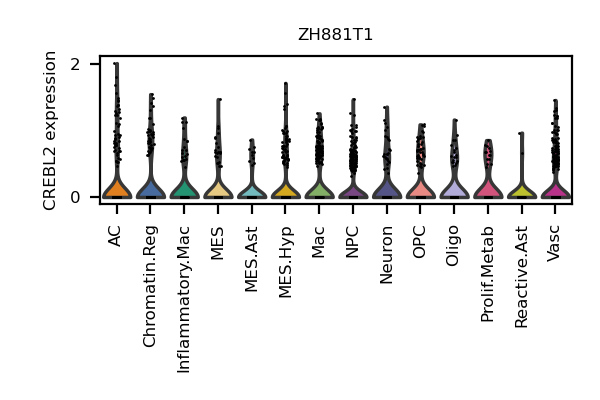 ZH881T1
CREBL2 expression
2
0
AC
Chromatin.Reg
Inflammatory.Mac
MES
MES.Ast
MES.Hyp
Mac
NPC
Neuron
OPC
Oligo
Prolif.Metab
Reactive.Ast
Vasc